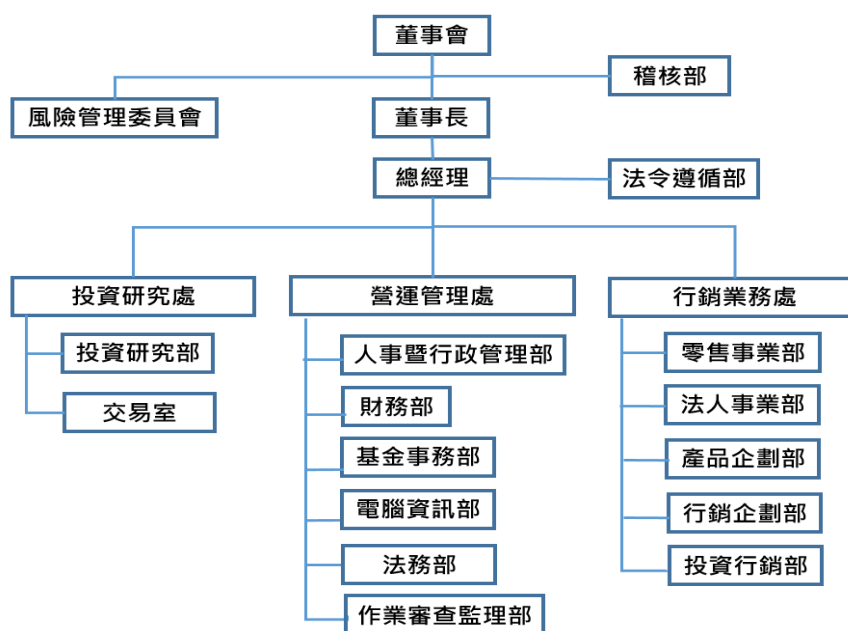 董事會
稽核部
風險管理委員會
董事長
總經理
法令遵循部
投資研究處
投資研究部
交易室
營運管理處
人事暨行政管理部
財務部
基金事務部
電腦資訊部
法務部
作業審查監理部
行銷業務處
零售事業部
法人事業部
產品企劃部
行銷企劃部
投資行銷部